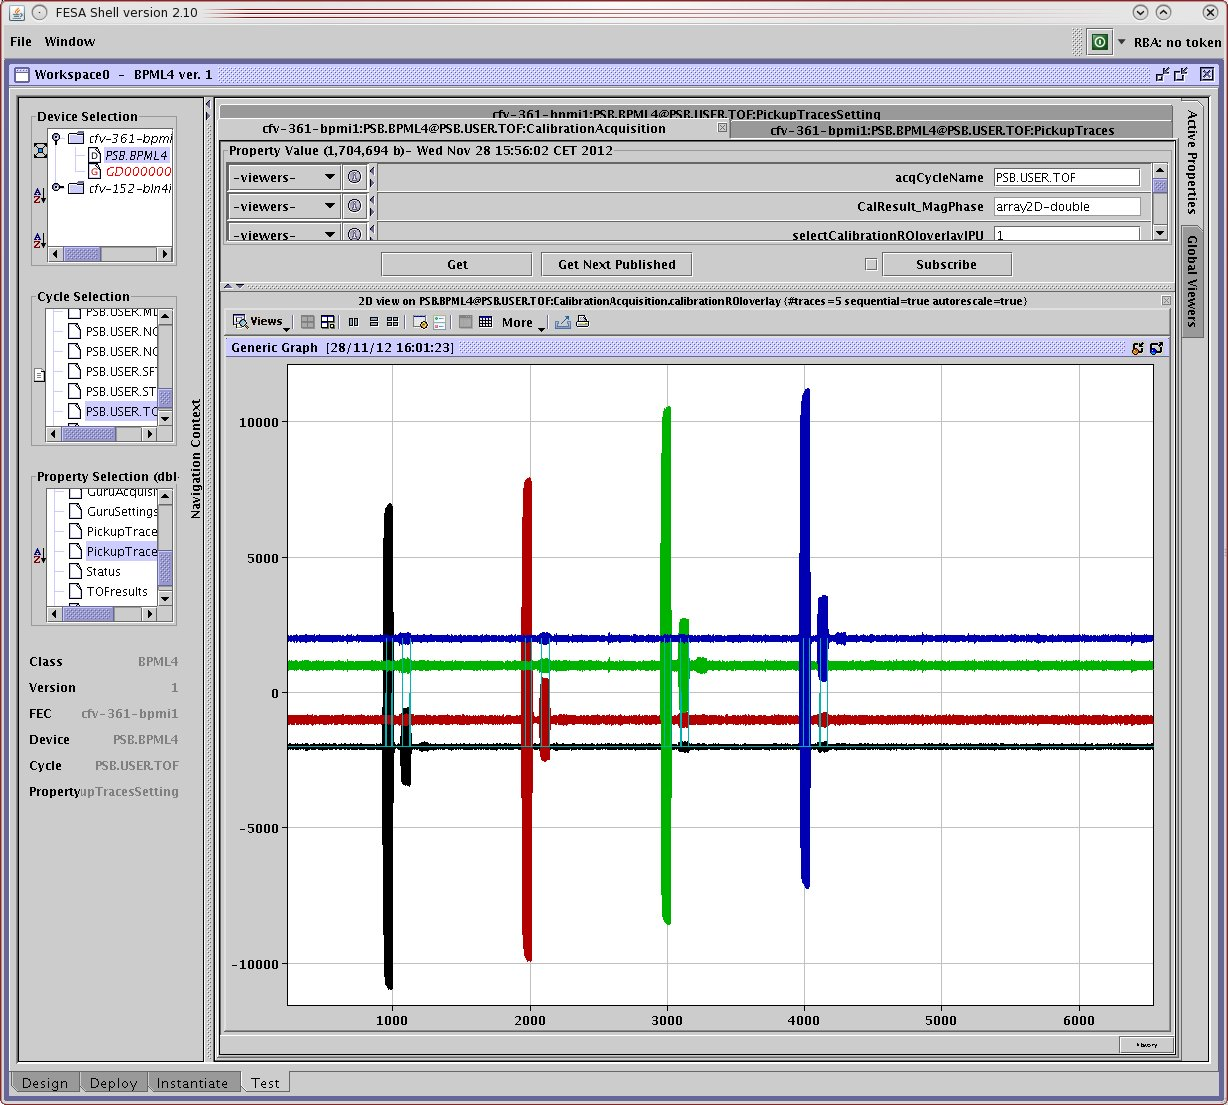 FESA Shell version 2.10
File Window
RBA: no token
Workspace0 - BPML4 ver. 1
Device Selection
cfv-361-bpmi
PSB.BPML4
GD000000
cfv-152-bln4i
Cycle Selection
PSB.USER.ML
PSB.USER.NO
PSB.USER.NO
PSB.USER.SFT
PSB.USER.ST
PSB.USER.TO
Property Selection (dbl
GuruAcquisi
GuruSettings
PickupTrace
PickupTrace
Status
TOFresults
Class BPML4
Version 1
FEC cfv-361-bpmi1
Device PSB.BPML4
Cycle PSB.USER.TOF
Property upTracesSetting
Navigation Context
cfv-361-bpmi1:PSB.BPML4@PSB.USER.TOF:PickupTracesSetting
cfv-361-bpmi1:PSB.BPML4@PSB.USER.TOF:CalibrationAcquisition
cfv-361-bpmi1:PSB.BPML4@PSB.USER.TOF:PickupTraces
Property Value (1,704,694 b)- Wed Nov 28 15:56:02 CET 2012
-viewers- acqCycleName PSB.USER.TOF
-viewers- CalResult_MagPhase array2D-double
-viewers- selectCalibrationROIoverlayIPU 1
Get Get Next Published Subscribe
2D view on PSB.BPML4@PSB.USER.TOF:CalibrationAcquisition.calibrationROIoverlay (#traces=5 sequential=true autorescale=true)
Views More
Generic Graph [28/11/12 16:01:23]
10000
5000
0
-5000
-10000
1000 2000 3000 4000 5000 6000
Active Properties
Global Viewers
Design Deploy Instantiate Test